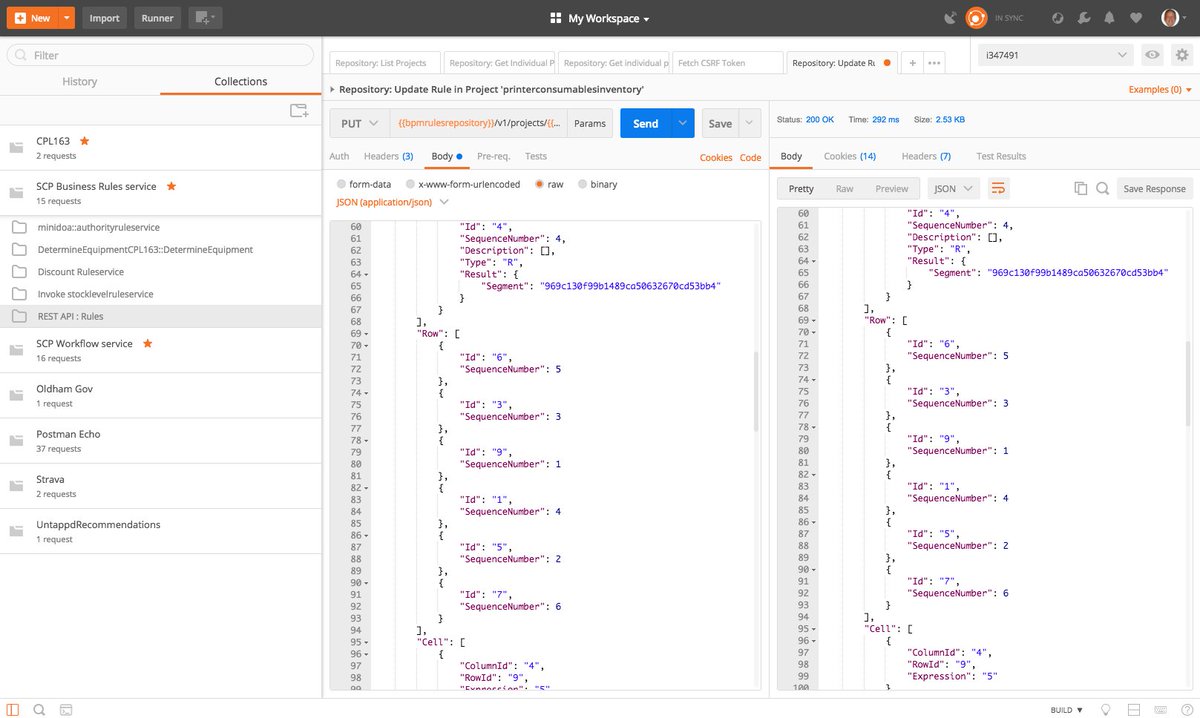 New
Import
Runner
My Workspace
IN SYNC
Filter
History
Collections
CPL163
2 requests
SCP Business Rules service
15 requests
minidoa::authorityruleservice
DetermineEquipmentCPL163::DetermineEquipment
Discount Ruleservice
Invoke stocklevelruleservice
REST API : Rules
SCP Workflow service
16 requests
Oldham Gov
1 request
Postman Echo
37 requests
Strava
2 requests
UntappdRecommendations
1 request
Repository: List Projects
Repository: Get Individual P
Repository: Get individual p
Fetch CSRF Token
Repository: Update Ru
+
•••
i347491
Repository: Update Rule in Project 'printerconsumablesinventory'
Examples (0)
PUT
{{bpmrulesrepository}}/v1/projects/{{...
Params
Send
Save
Auth
Headers (3)
Body
Pre-req.
Tests
Cookies
Code
form-data
x-www-form-urlencoded
raw
binary
JSON (application/json)
60 "Id": "4",
61 "SequenceNumber": 4,
62 "Description": [],
63 "Type": "R",
64 "Result": {
65 "Segment": "969c130f99b1489ca50632670cd53bb4"
66 }
67 }
68 ],
69 "Row": [
70 {
71 "Id": "6",
72 "SequenceNumber": 5
73 },
74 {
75 "Id": "3",
76 "SequenceNumber": 3
77 },
78 {
79 "Id": "9",
80 "SequenceNumber": 1
81 },
82 {
83 "Id": "1",
84 "SequenceNumber": 4
85 },
86 {
87 "Id": "5",
88 "SequenceNumber": 2
89 },
90 {
91 "Id": "7",
92 "SequenceNumber": 6
93 }
94 ],
95 "Cell": [
96 {
97 "ColumnId": "4",
98 "RowId": "9",
99 "Expression": "5"
Status: 200 OK
Time: 292 ms
Size: 2.53 KB
Body
Cookies (14)
Headers (7)
Test Results
Pretty
Raw
Preview
JSON
Save Response
60 "Id": "4",
61 "SequenceNumber": 4,
62 "Description": [],
63 "Type": "R",
64 "Result": {
65 "Segment": "969c130f99b1489ca50632670cd53bb4"
66 }
67 }
68 ],
69 "Row": [
70 {
71 "Id": "6",
72 "SequenceNumber": 5
73 },
74 {
75 "Id": "3",
76 "SequenceNumber": 3
77 },
78 {
79 "Id": "9",
80 "SequenceNumber": 1
81 },
82 {
83 "Id": "1",
84 "SequenceNumber": 4
85 },
86 {
87 "Id": "5",
88 "SequenceNumber": 2
89 },
90 {
91 "Id": "7",
92 "SequenceNumber": 6
93 }
94 ],
95 "Cell": [
96 {
97 "ColumnId": "4",
98 "RowId": "9",
99 "Expression": "5"
100 }
BUILD